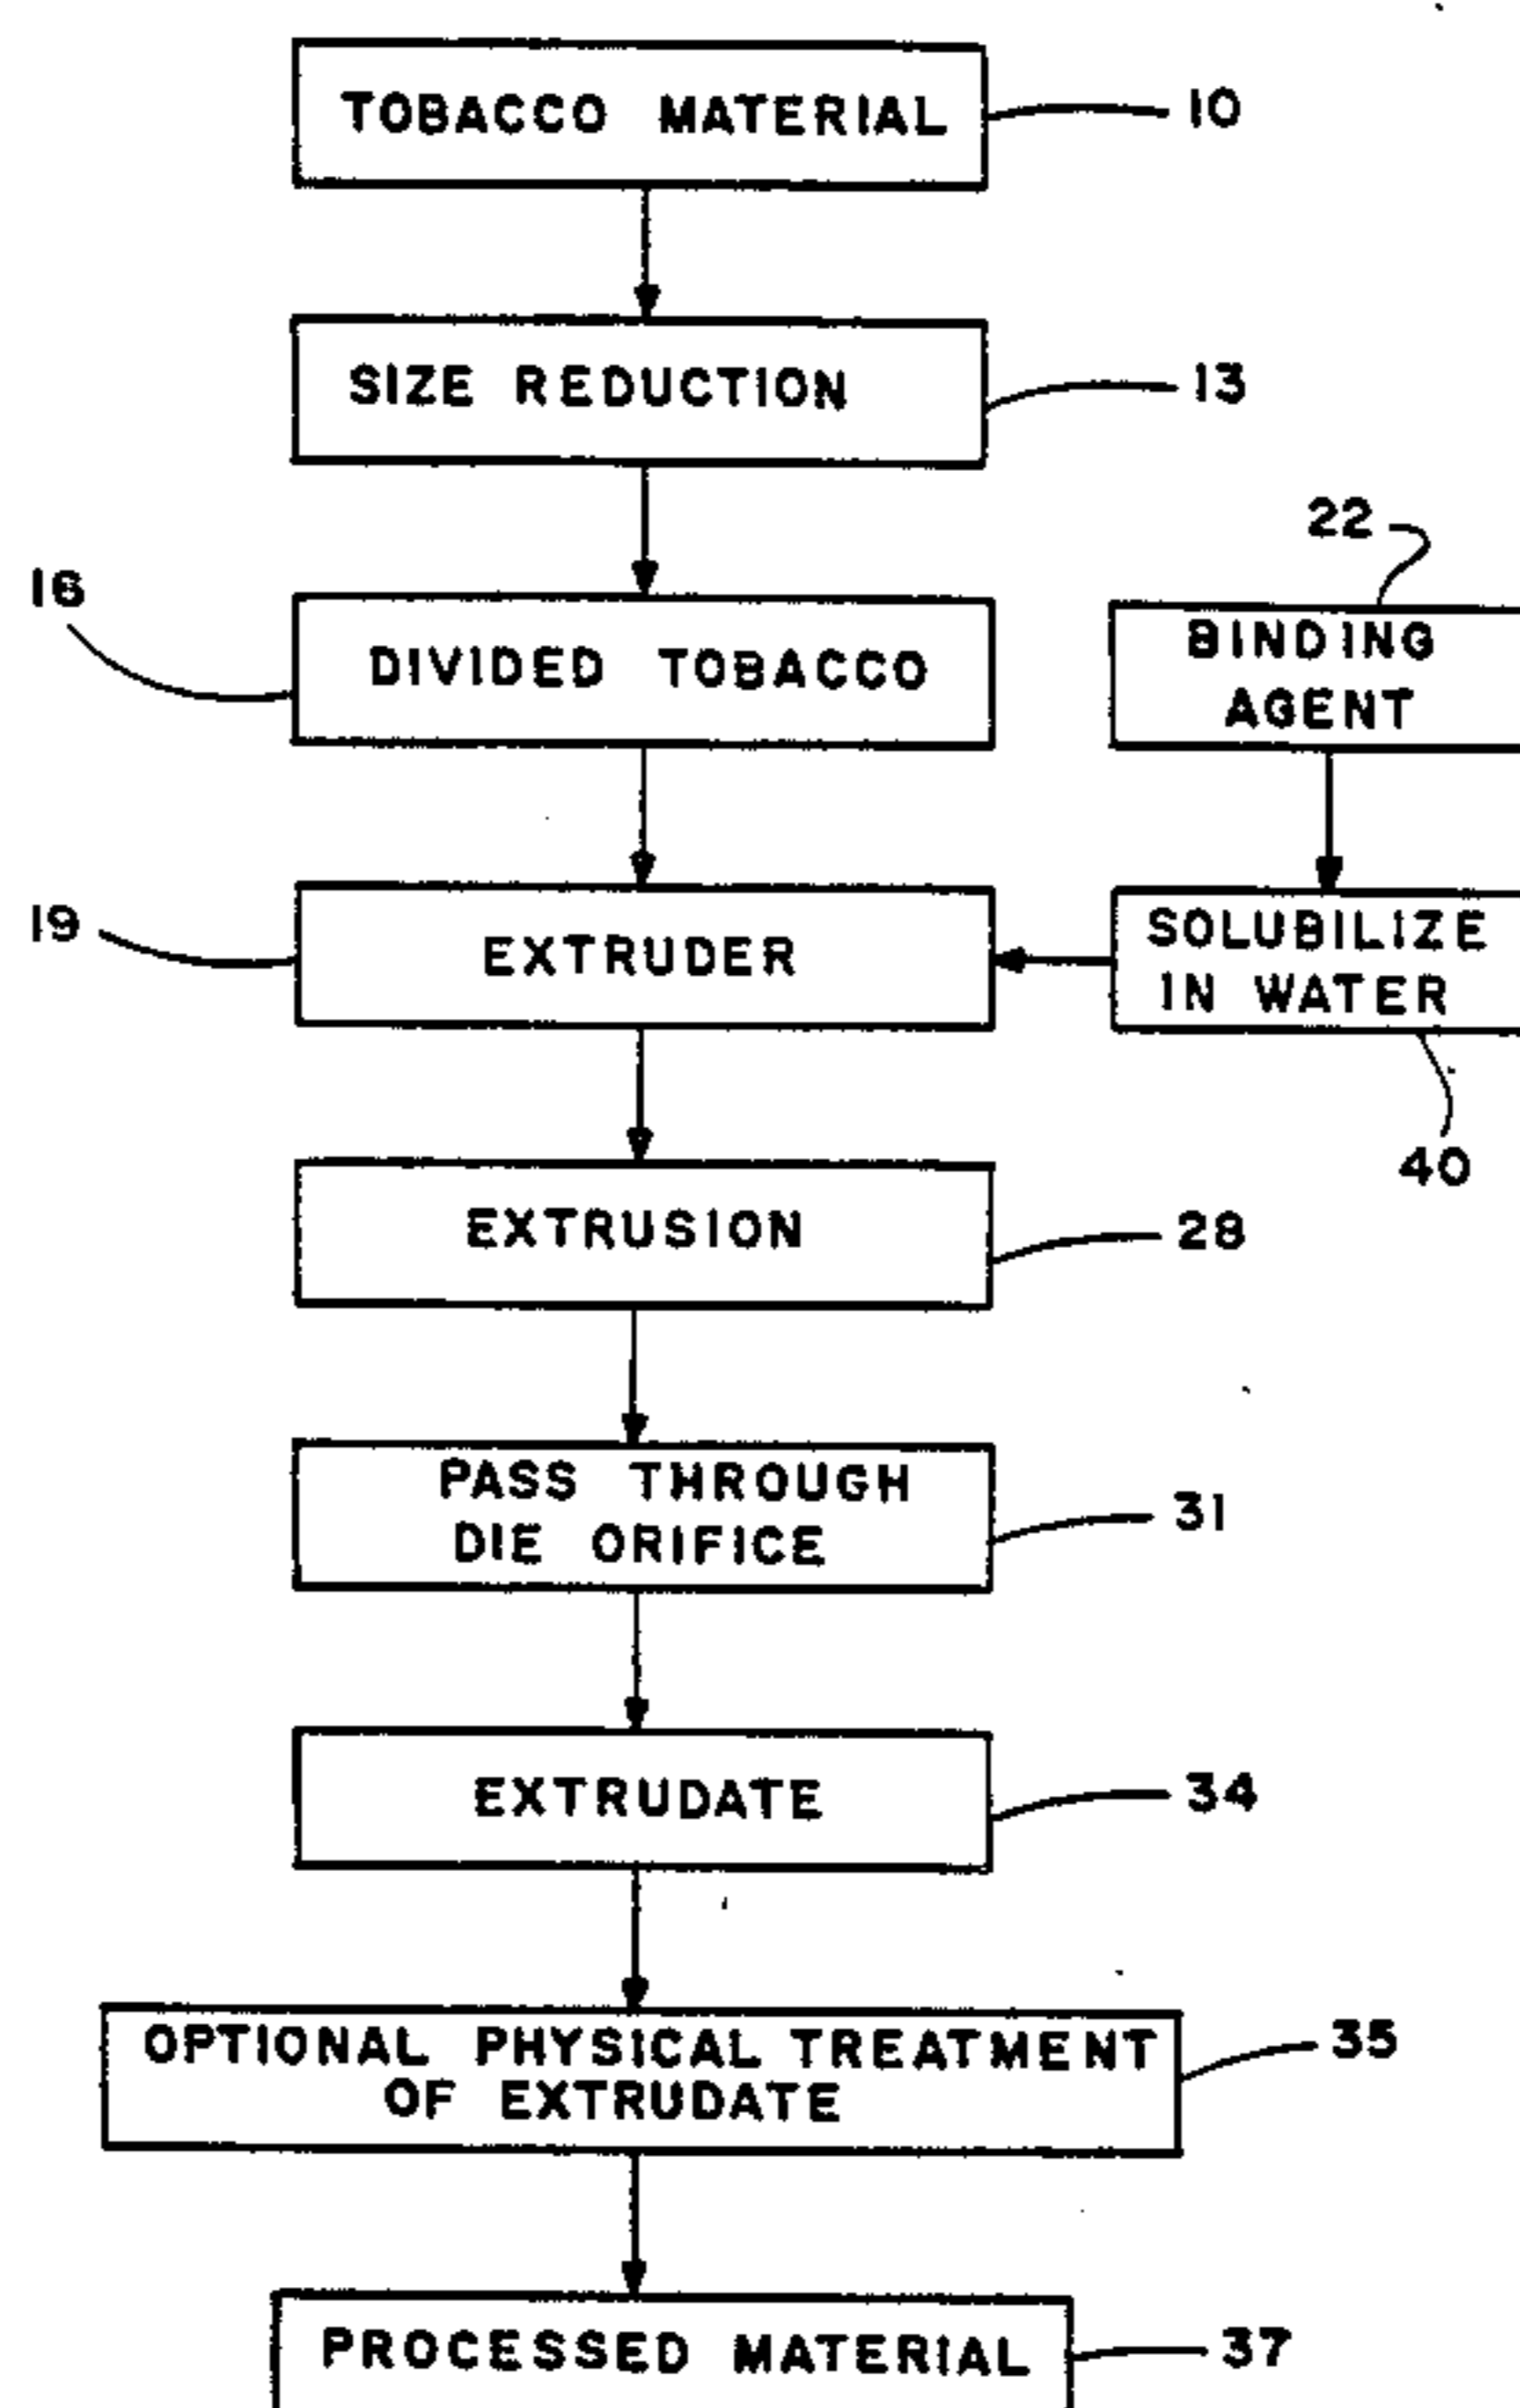 TOBACCO MATERIAL
10
SIZE REDUCTION
13
22
16
DIVIDED TOBACCO
BINDING
AGENT
19
EXTRUDER
SOLUBILIZE
IN WATER
40
EXTRUSION
28
PASS THROUGH
DIE ORIFICE
31
EXTRUDATE
34
OPTIONAL PHYSICAL TREATMENT
OF EXTRUDATE
35
PROCESSED MATERIAL
37